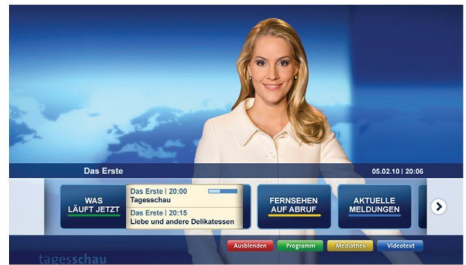 Das Erste
05.02.10 | 20:06
WAS
LÄUFT JETZT
Das Erste | 20:00
Tagesschau
Das Erste | 20:15
Liebe und andere Delikatessen
FERNSEHEN
AUF ABRUF
AKTUELLE
MELDUNGEN
Ausblenden
Programm
Mediathek
Videotext
tagesschau